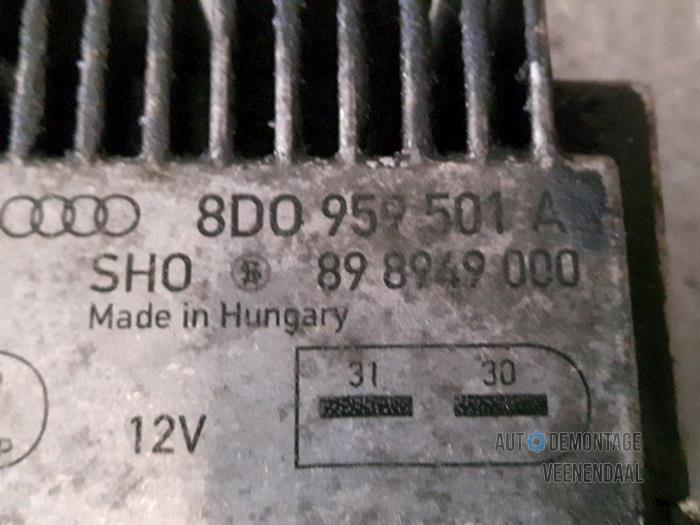 8D0 959 501 A
SHO 89 8949 000
Made in Hungary
31 30
12V
AUTODEMONTAGE
VEENENDAAL